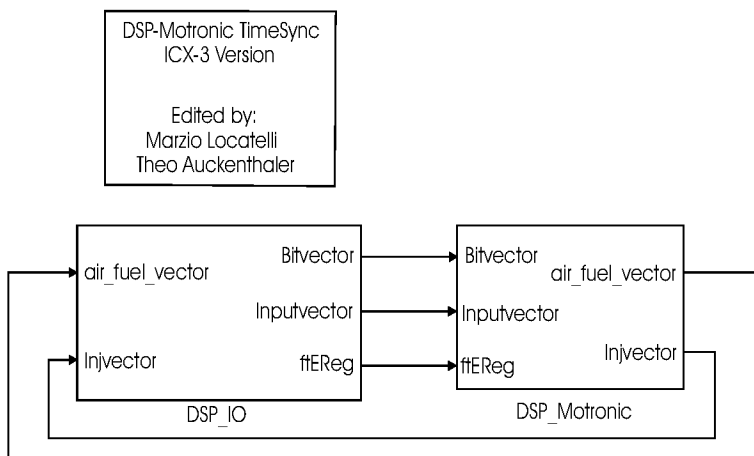 DSP-Motronic TimeSync
ICX-3 Version
Edited by:
Marzio Locatelli
Theo Auckenthaler
air_fuel_vector
Injvector
Bitvector
Inputvector
ftEReg
DSP_IO
Bitvector
Inputvector
ftEReg
air_fuel_vector
Injvector
DSP_Motronic